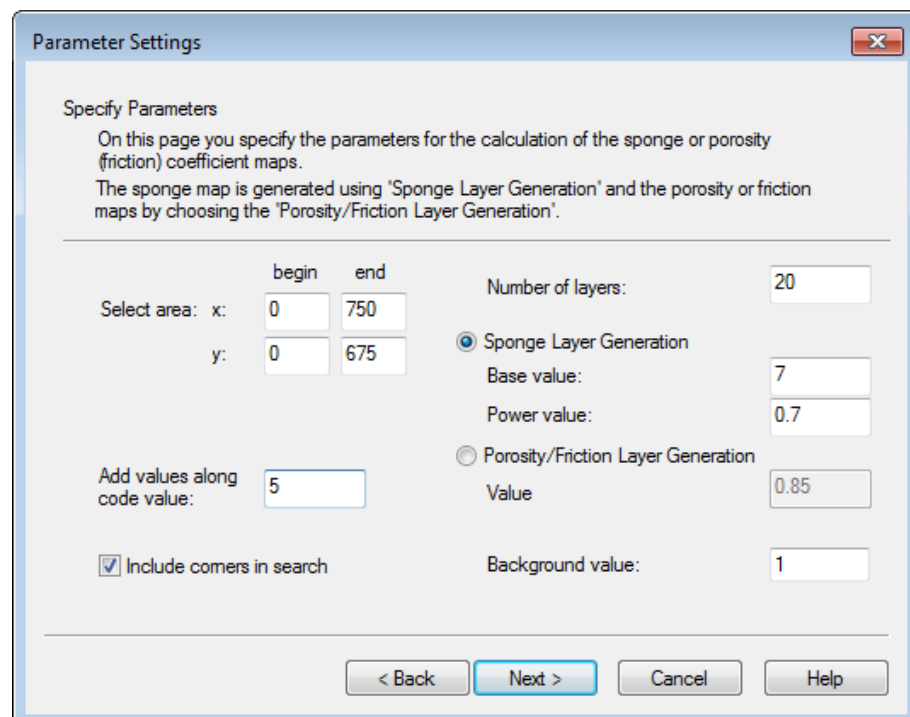 Parameter Settings
Specify Parameters
On this page you specify the parameters for the calculation of the sponge or porosity
(friction) coefficient maps.
The sponge map is generated using 'Sponge Layer Generation' and the porosity or friction
maps by choosing the 'Porosity/Friction Layer Generation'.
begin end
Select area: x: 0 750
y: 0 675
Add values along
code value: 5
Include corners in search
Number of layers: 20
Sponge Layer Generation
Base value: 7
Power value: 0.7
Porosity/Friction Layer Generation
Value 0.85
Background value: 1
< Back Next > Cancel Help